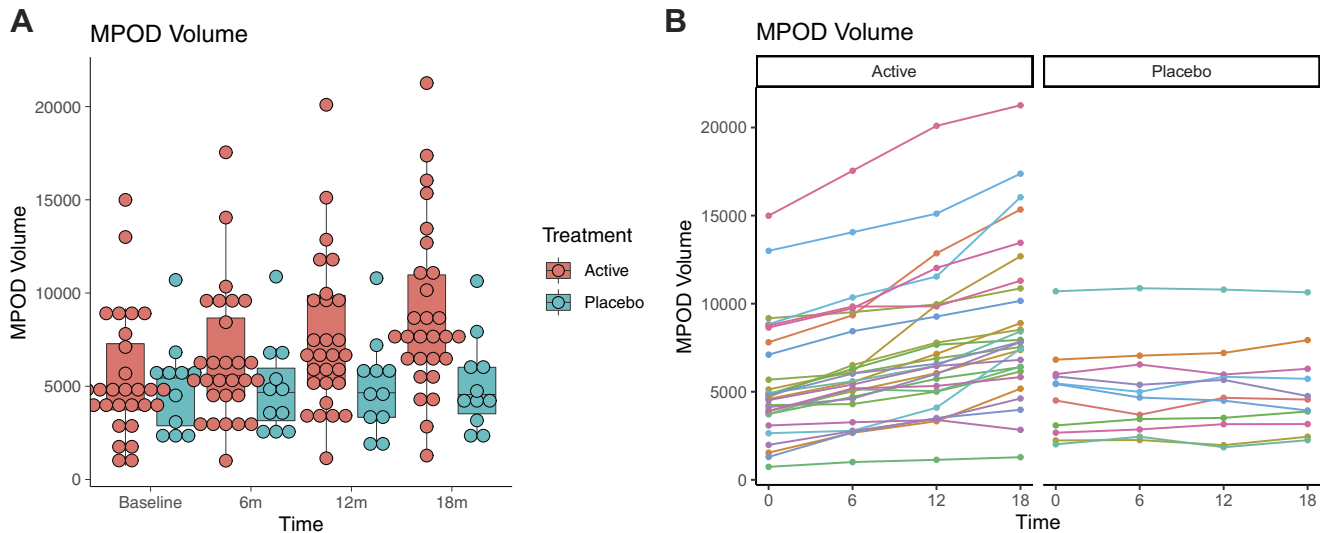 A
MPOD Volume
MPOD Volume
20000
15000
10000
5000
0
Baseline 6m 12m 18m
Time
Treatment
Active
Placebo
B
MPOD Volume
Active Placebo
MPOD Volume
20000
15000
10000
5000
0
0 6 12 18 0 6 12 18
Time